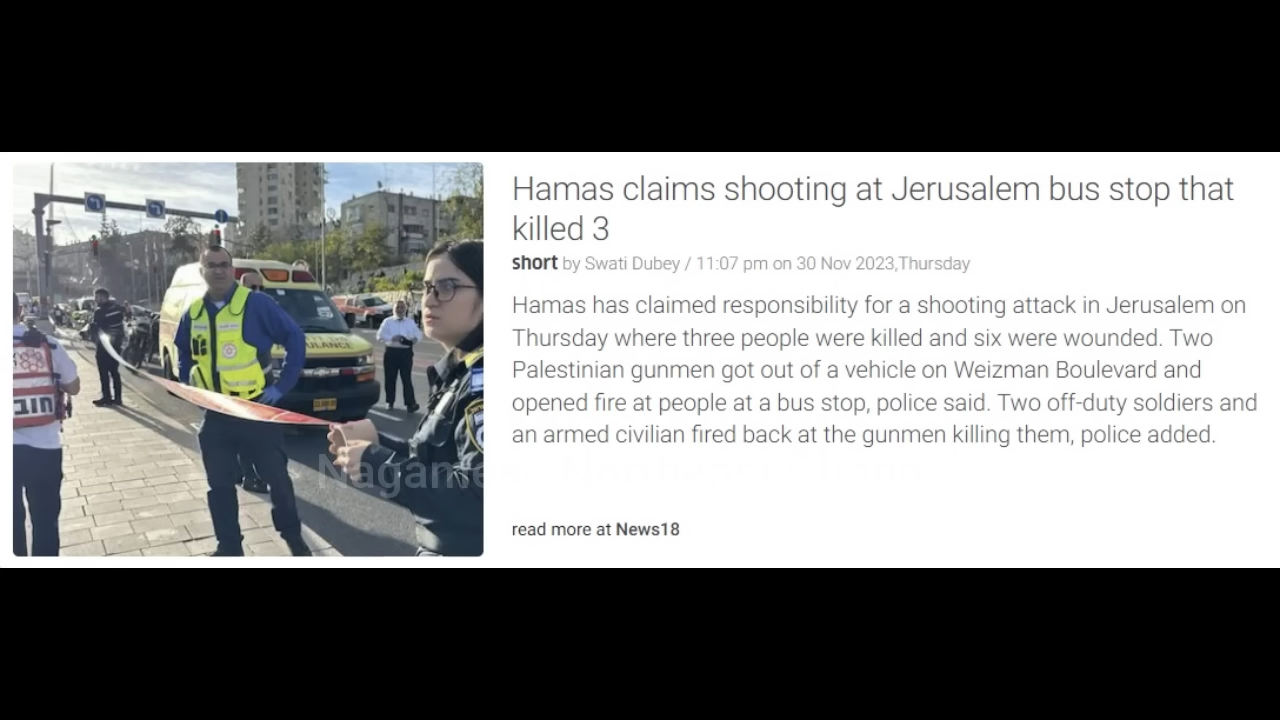 Hamas claims shooting at Jerusalem bus stop that
killed 3
short by Swati Dubey / 11:07 pm on 30 Nov 2023,Thursday
Hamas has claimed responsibility for a shooting attack in Jerusalem on
Thursday where three people were killed and six were wounded. Two
Palestinian gunmen got out of a vehicle on Weizman Boulevard and
opened fire at people at a bus stop, police said. Two off-duty soldiers and
an armed civilian fired back at the gunmen killing them, police added.
read more at News18
חוב
ULANCE